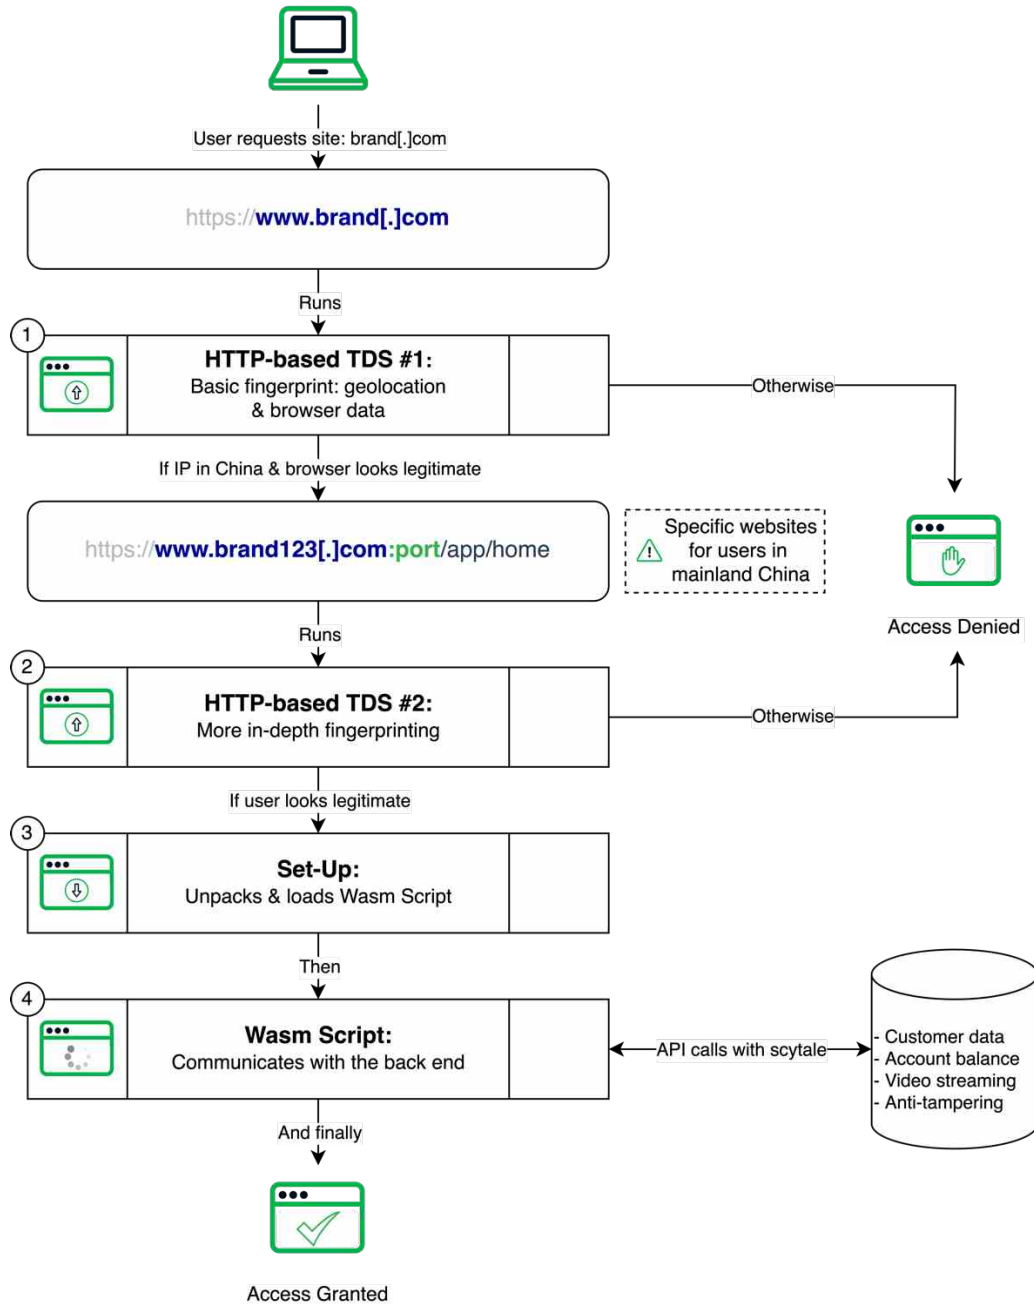 User requests site: brand[.]com
https://www.brand[.]com
Runs
1
HTTP-based TDS #1:
Basic fingerprint: geolocation
& browser data
Otherwise
If IP in China & browser looks legitimate
https://www.brand123[.]com:port/app/home
Specific websites
for users in
mainland China
Access Denied
Runs
2
HTTP-based TDS #2:
More in-depth fingerprinting
Otherwise
If user looks legitimate
3
Set-Up:
Unpacks & loads Wasm Script
Then
4
Wasm Script:
Communicates with the back end
API calls with scytale
- Customer data
- Account balance
- Video streaming
- Anti-tampering
And finally
Access Granted